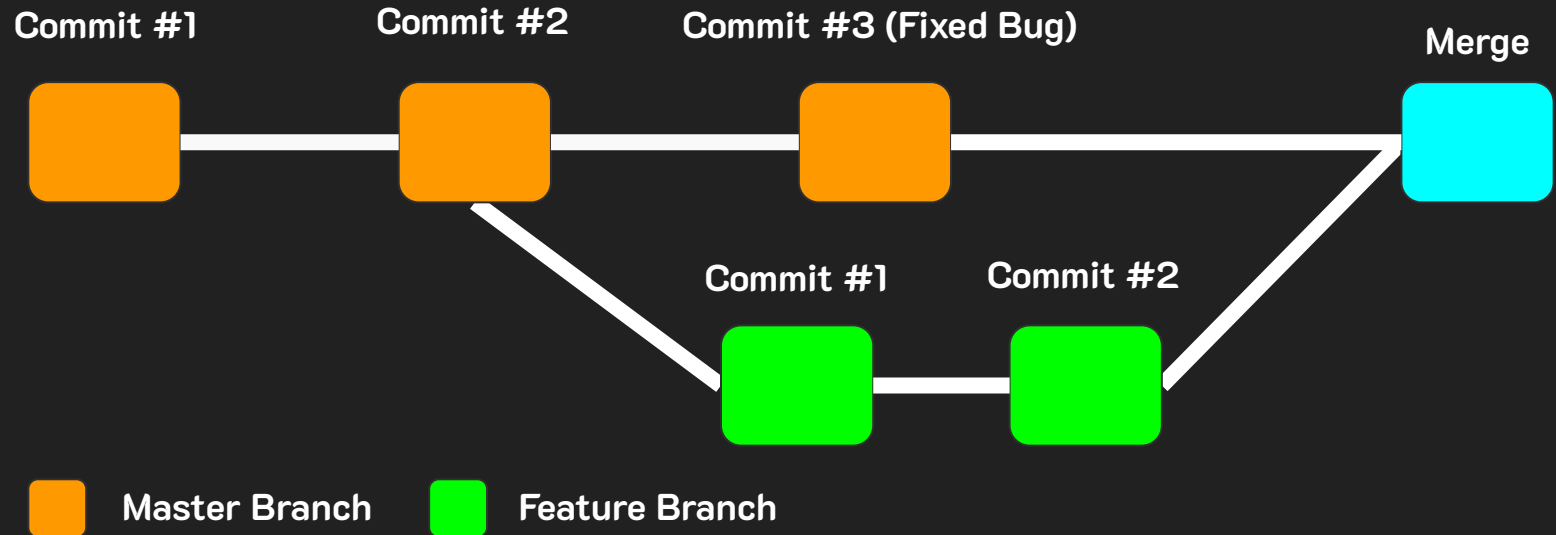 Commit #1
Commit #2
Commit #3 (Fixed Bug)
Merge
Commit #1
Commit #2
Master Branch
Feature Branch